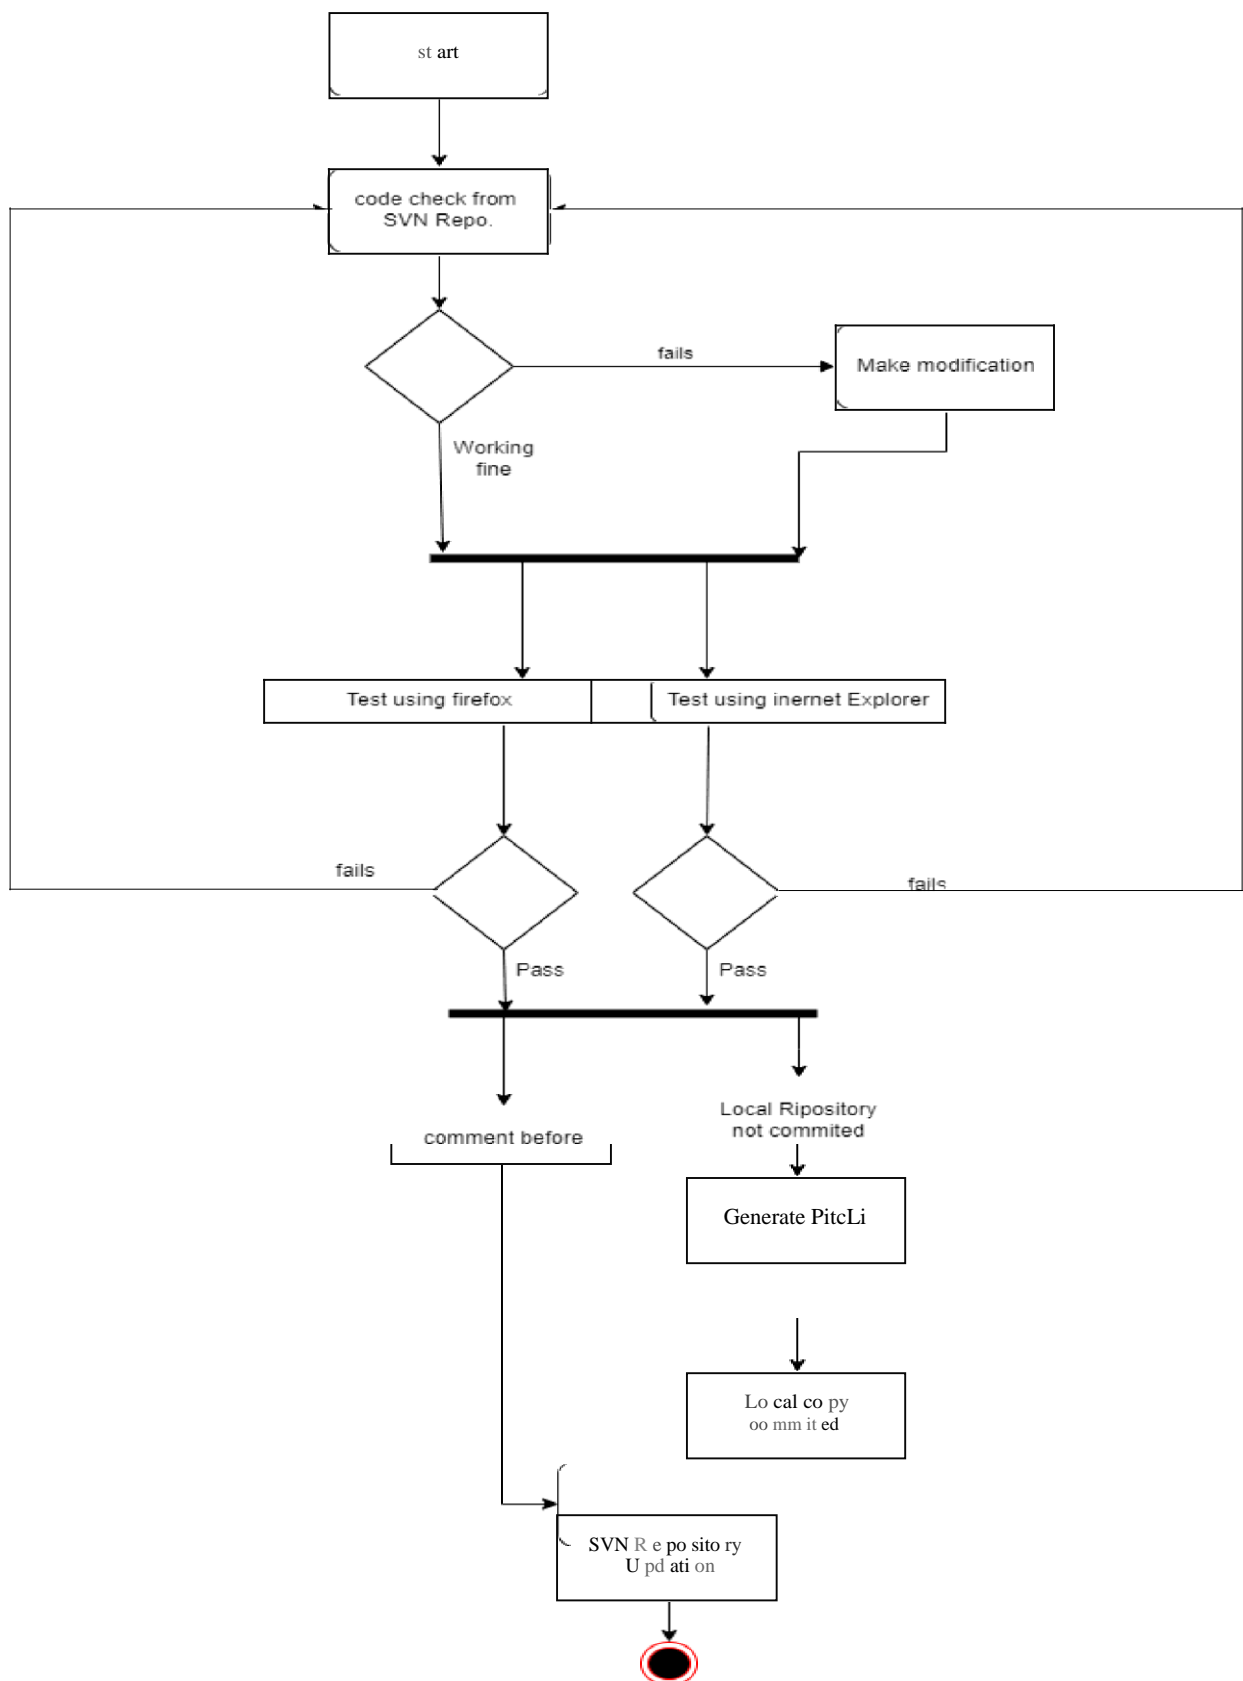 st art
code check from
SVN Repo.
fails
Make modification
Working
fine
Test using firefox
Test using inernet Explorer
fails
fails
Pass
Pass
Local Ripository
not commited
comment before
Generate PitcLi
Lo cal co py
oo mm it ed
SVN R e po sito ry
U pd ati on